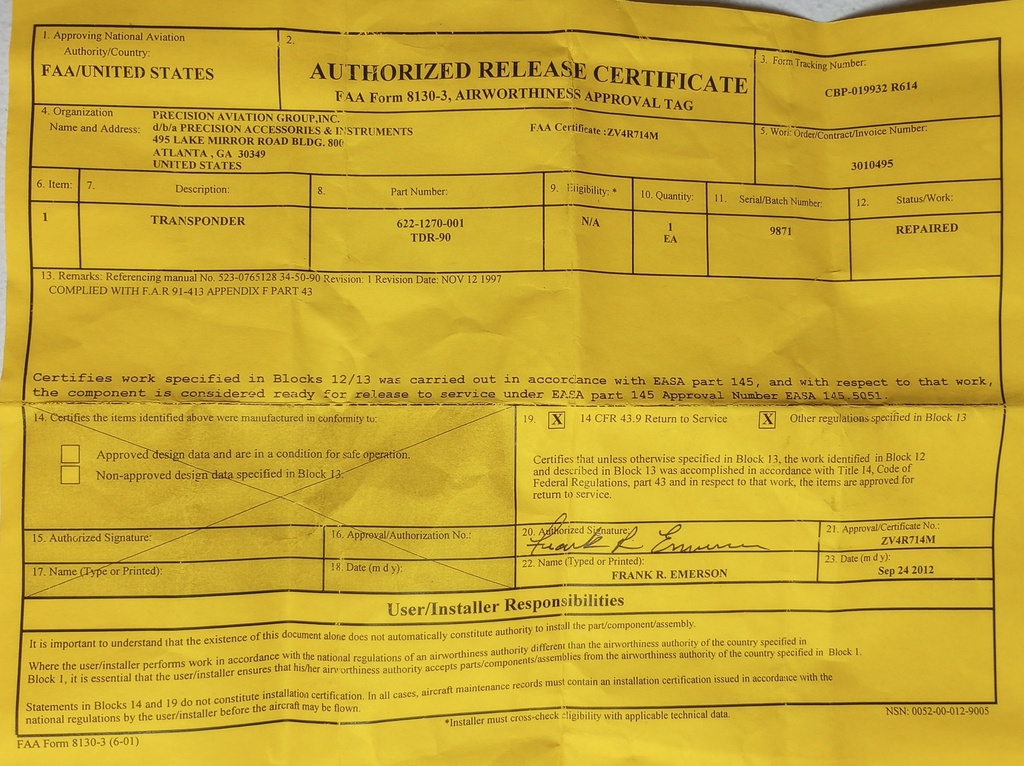 1. Approving National Aviation
Authority/Country:
FAA/UNITED STATES
2.
AUTHORIZED RELEASE CERTIFICATE
FAA Form 8130-3, AIRWORTHINESS APPROVAL TAG
3. Form Tracking Number:
CBP-019932 R614
4. Organization
Name and Address:
PRECISION AVIATION GROUP,INC.
d/b/a PRECISION ACCESSORIES & INSTRUMENTS
495 LAKE MIRROR ROAD BLDG. 800
ATLANTA , GA 30349
UNITED STATES
FAA Certificate :ZV4R714M
5. Work Order/Contract/Invoice Number:
3010495
6. Item:
7. Description:
8. Part Number:
9. Eligibility: *
10. Quantity:
11. Serial/Batch Number:
12. Status/Work:
1
TRANSPONDER
622-1270-001
TDR-90
N/A
1
EA
9871
REPAIRED
13. Remarks: Referencing manual No. 523-0765128 34-50-90 Revision: 1 Revision Date: NOV 12 1997
COMPLIED WITH F.A.R 91-413 APPENDIX F PART 43
Certifies work specified in Blocks 12/13 was carried out in accordance with EASA part 145, and with respect to that work,
the component is considered ready for release to service under EASA part 145 Approval Number EASA 145.5051.
14. Certifies the items identified above were manufactured in conformity to:
Approved design data and are in a condition for safe operation.
Non-approved design data specified in Block 13.
19. X 14 CFR 43.9 Return to Service X Other regulations specified in Block 13
Certifies that unless otherwise specified in Block 13, the work identified in Block 12
and described in Block 13 was accomplished in accordance with Title 14, Code of
Federal Regulations, part 43 and in respect to that work, the items are approved for
return to service.
15. Authorized Signature:
16. Approval/Authorization No.:
20. Authorized Signature:
Frank R Emerson
21. Approval/Certificate No.:
ZV4R714M
17. Name (Type or Printed):
18. Date (m d y):
22. Name (Typed or Printed):
FRANK R. EMERSON
23. Date (m d y):
Sep 24 2012
User/Installer Responsibilities
It is important to understand that the existence of this document alone does not automatically constitute authority to install the part/component/assembly.
Where the user/installer performs work in accordance with the national regulations of an airworthiness authority different than the airworthiness authority of the country specified in
Block 1, it is essential that the user/installer ensures that his/her airworthiness authority accepts parts/components/assemblies from the airworthiness authority of the country specified in Block 1.
Statements in Blocks 14 and 19 do not constitute installation certification. In all cases, aircraft maintenance records must contain an installation certification issued in accordance with the
national regulations by the user/installer before the aircraft may be flown.
FAA Form 8130-3 (6-01)
*Installer must cross-check eligibility with applicable technical data.
NSN: 0052-00-012-9005